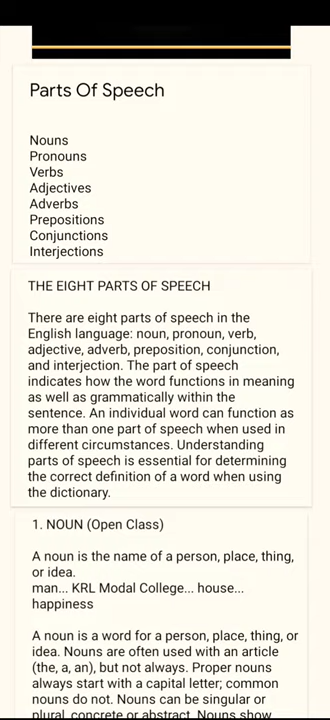 Parts Of Speech
Nouns
Pronouns
Verbs
Adjectives
Adverbs
Prepositions
Conjunctions
Interjections
THE EIGHT PARTS OF SPEECH
There are eight parts of speech in the
English language: noun, pronoun, verb,
adjective, adverb, preposition, conjunction,
and interjection. The part of speech
indicates how the word functions in meaning
as well as grammatically within the
sentence. An individual word can function as
more than one part of speech when used in
different circumstances. Understanding
parts of speech is essential for determining
the correct definition of a word when using
the dictionary.
1. NOUN (Open Class)
A noun is the name of a person, place, thing,
or idea.
man... KRL Modal College... house...
happiness
A noun is a word for a person, place, thing, or
idea. Nouns are often used with an article
(the, a, an), but not always. Proper nouns
always start with a capital letter; common
nouns do not. Nouns can be singular or
plural, concrete or abstract. Nouns show